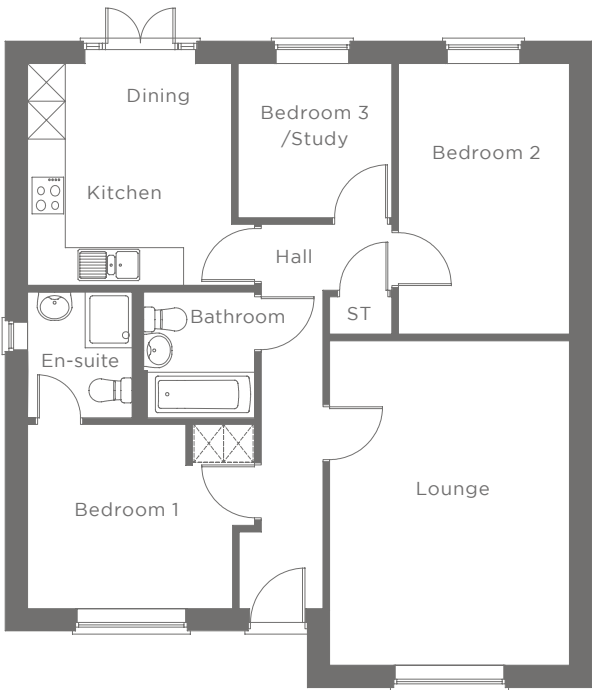 Dining
Bedroom 3
/Study
Bedroom 2
Kitchen
Hall
Bathroom
ST
En-suite
Lounge
Bedroom 1